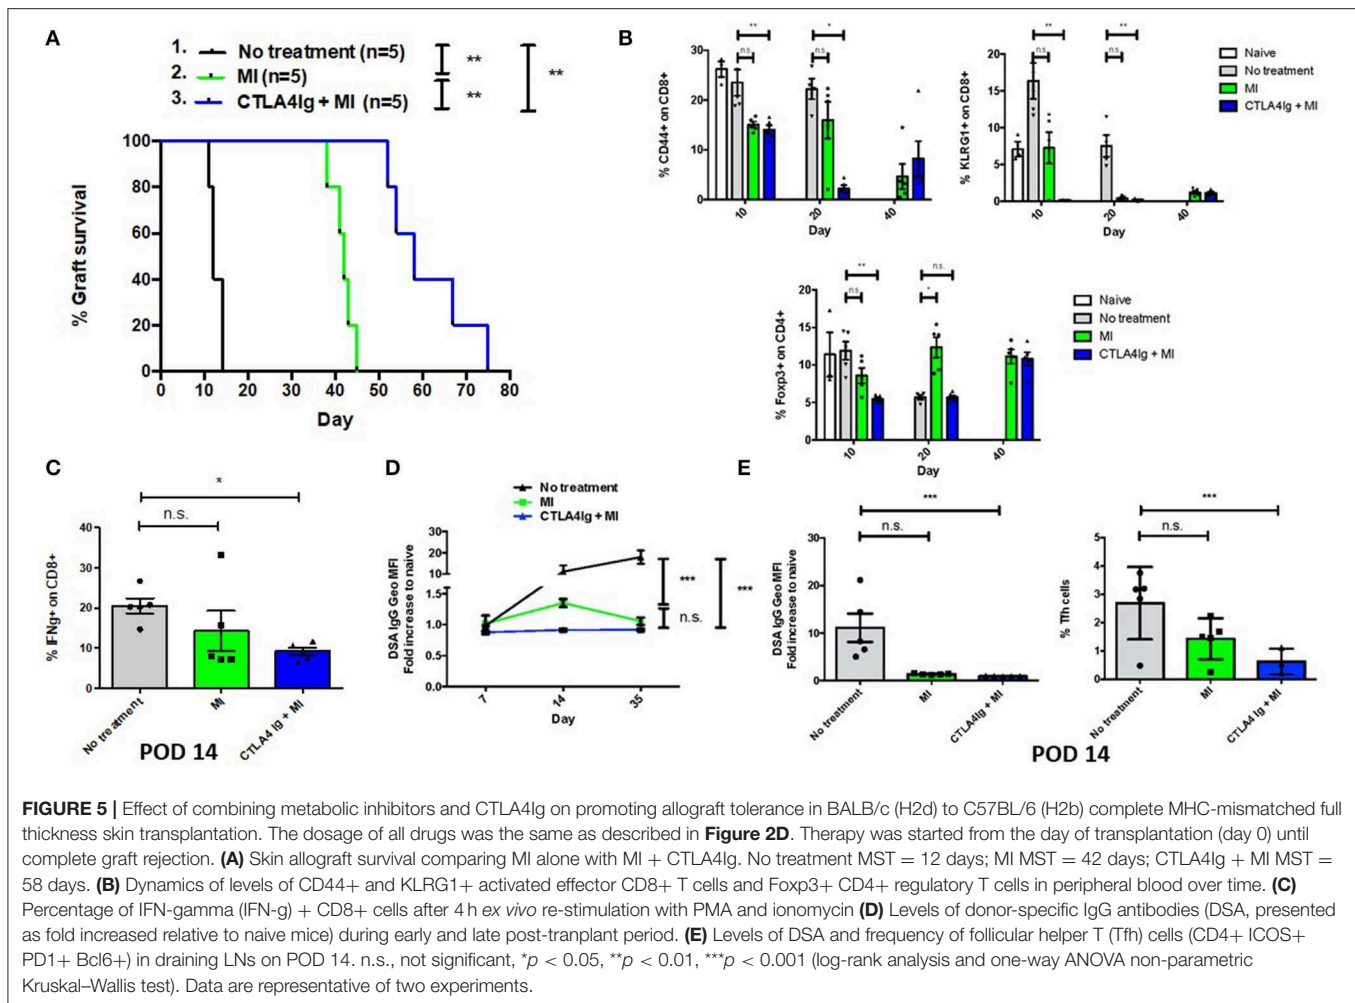 A
1. No treatment (n=5)
2. MI (n=5)
3. CTLA4Ig + MI (n=5)
**
**
**
% Graft survival
100
80
60
40
20
0
0 10 20 30 40 50 60 70 80
Day
B
% CD44+ on CD8+
30
20
10
0
**
n.s.
*
n.s.
10 20 40
Day
% KLRG1+ on CD8+
20
15
10
5
0
**
n.s.
**
n.s.
10 20 40
Day
Naive
No treatment
MI
CTLA4Ig + MI
% Foxp3+ on CD4+
20
15
10
5
0
**
n.s.
n.s.
*
10 20 40
Day
Naive
No treatment
MI
CTLA4Ig + MI
C
% IFNg+ on CD8+
40
30
20
10
0
*
n.s.
No treatment
MI
CTLA4 Ig + MI
POD 14
D
No treatment
MI
CTLA4Ig + MI
DSA IgG Geo MFI
Fold increase to naive
30
20
10
1.5
1.0
0.5
0.0
7 14 35
Day
***
n.s.
***
E
DSA IgG Geo MFI
Fold increase to naive
30
20
10
0
***
n.s.
No treatment
MI
CTLA4Ig + MI
% Tfh cells
5
4
3
2
1
0
***
n.s.
No treatment
MI
CTLA4 Ig + MI
POD 14
FIGURE 5 | Effect of combining metabolic inhibitors and CTLA4Ig on promoting allograft tolerance in BALB/c (H2d) to C57BL/6 (H2b) complete MHC-mismatched full
thickness skin transplantation. The dosage of all drugs was the same as described in Figure 2D. Therapy was started from the day of transplantation (day 0) until
complete graft rejection. (A) Skin allograft survival comparing MI alone with MI + CTLA4Ig. No treatment MST = 12 days; MI MST = 42 days; CTLA4Ig + MI MST =
58 days. (B) Dynamics of levels of CD44+ and KLRG1+ activated effector CD8+ T cells and Foxp3+ CD4+ regulatory T cells in peripheral blood over time. (C)
Percentage of IFN-gamma (IFN-g) + CD8+ cells after 4 h ex vivo re-stimulation with PMA and ionomycin (D) Levels of donor-specific IgG antibodies (DSA, presented
as fold increased relative to naive mice) during early and late post-tranplant period. (E) Levels of DSA and frequency of follicular helper T (Tfh) cells (CD4+ ICOS+
PD1+ Bcl6+) in draining LNs on POD 14. n.s., not significant, *p < 0.05, **p < 0.01, ***p < 0.001 (log-rank analysis and one-way ANOVA non-parametric
Kruskal–Wallis test). Data are representative of two experiments.